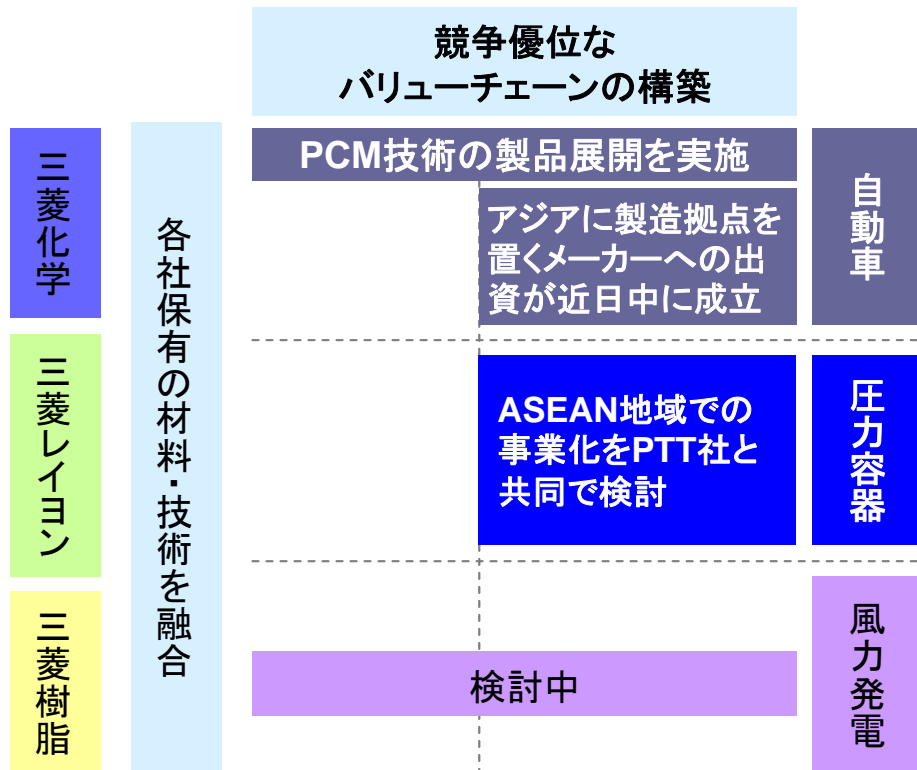 競争優位な
バリューチェーンの構築
三菱化学
三菱レイヨン
三菱樹脂
各社保有の材料・技術を融合
PCM技術の製品展開を実施
アジアに製造拠点を
置くメーカーへの出
資が近日中に成立
自動車
ASEAN地域での
事業化をPTT社と
共同で検討
圧力容器
検討中
風力発電